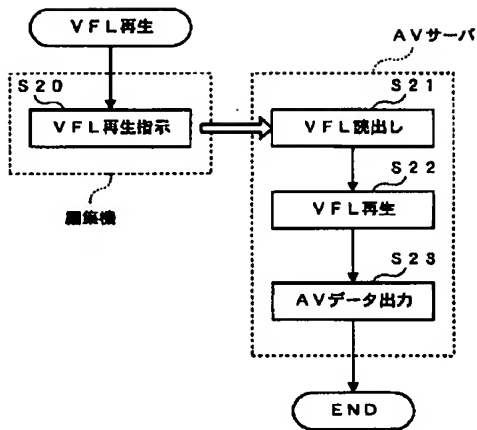 VFL再生
AVサーバ
S20
VFL再生指示
編集機
S21
VFL読出し
S22
VFL再生
S23
AVデータ出力
END